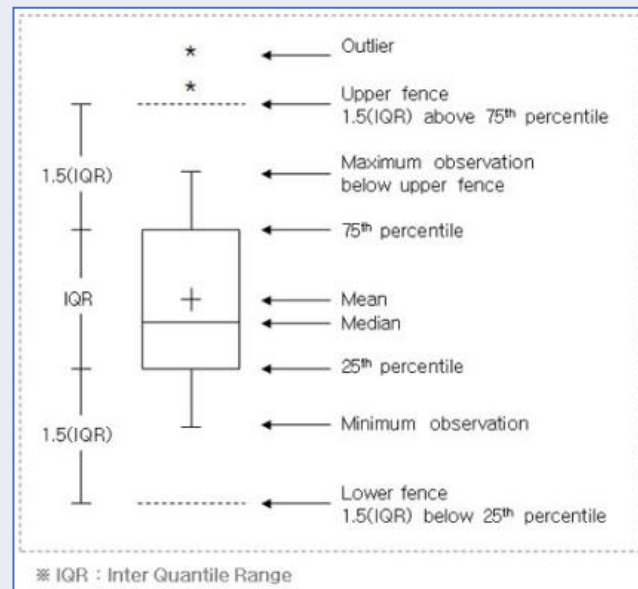 Outlier
Upper fence
1.5(IQR) above 75th percentile
1.5(IQR)
Maximum observation
below upper fence
75th percentile
IQR
Mean
Median
25th percentile
1.5(IQR)
Minimum observation
Lower fence
1.5(IQR) below 25th percentile
※ IQR : Inter Quantile Range